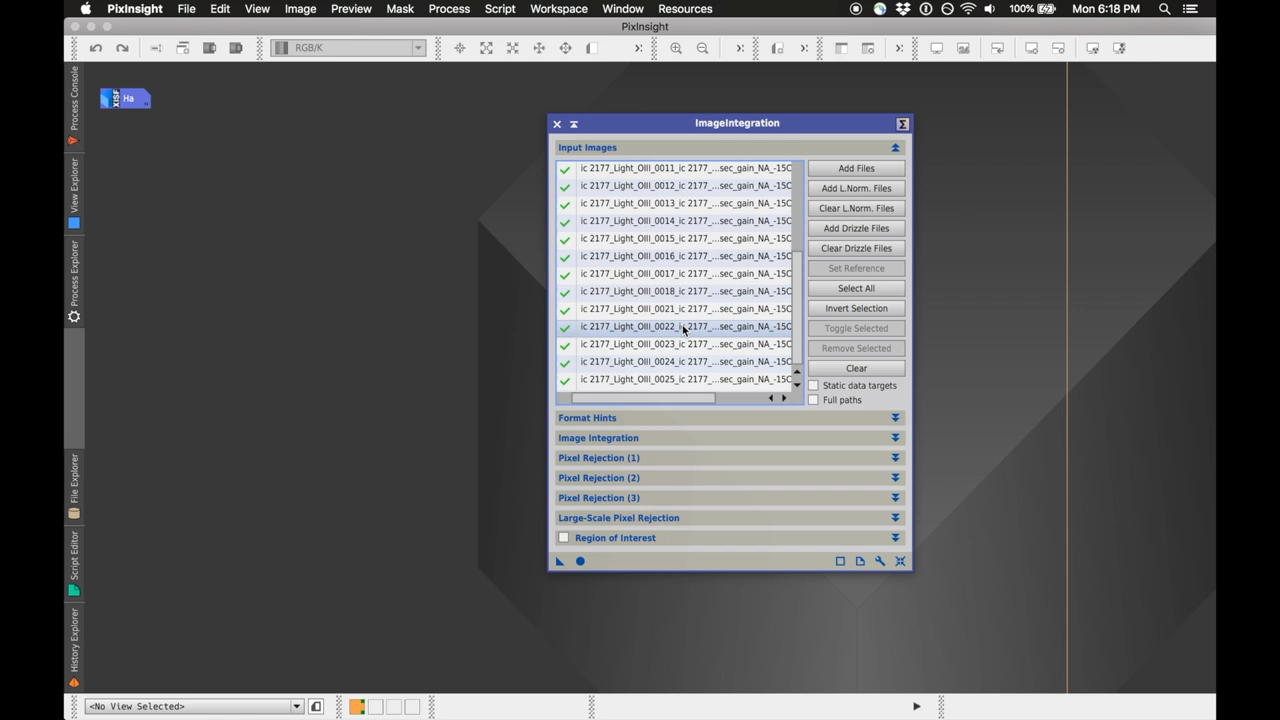 PixInsight File Edit View Image Preview Mask Process Script Workspace Window Resources 100% Mon 6:18 PM
PixInsight
RGB/K
Process Console
View Explorer
Process Explorer
File Explorer
Script Editor
History Explorer
XISF Ha
ImageIntegration
Input Images
ic 2177_Light_OIII_0011_ic 2177_...sec_gain_NA_-15C
ic 2177_Light_OIII_0012_ic 2177_...sec_gain_NA_-15C
ic 2177_Light_OIII_0013_ic 2177_...sec_gain_NA_-15C
ic 2177_Light_OIII_0014_ic 2177_...sec_gain_NA_-15C
ic 2177_Light_OIII_0015_ic 2177_...sec_gain_NA_-15C
ic 2177_Light_OIII_0016_ic 2177_...sec_gain_NA_-15C
ic 2177_Light_OIII_0017_ic 2177_...sec_gain_NA_-15C
ic 2177_Light_OIII_0018_ic 2177_...sec_gain_NA_-15C
ic 2177_Light_OIII_0021_ic 2177_...sec_gain_NA_-15C
ic 2177_Light_OIII_0022_ic 2177_...sec_gain_NA_-15C
ic 2177_Light_OIII_0023_ic 2177_...sec_gain_NA_-15C
ic 2177_Light_OIII_0024_ic 2177_...sec_gain_NA_-15C
ic 2177_Light_OIII_0025_ic 2177_...sec_gain_NA_-15C
Add Files
Add L.Norm. Files
Clear L.Norm. Files
Add Drizzle Files
Clear Drizzle Files
Set Reference
Select All
Invert Selection
Toggle Selected
Remove Selected
Clear
Static data targets
Full paths
Format Hints
Image Integration
Pixel Rejection (1)
Pixel Rejection (2)
Pixel Rejection (3)
Large-Scale Pixel Rejection
Region of Interest
<No View Selected>